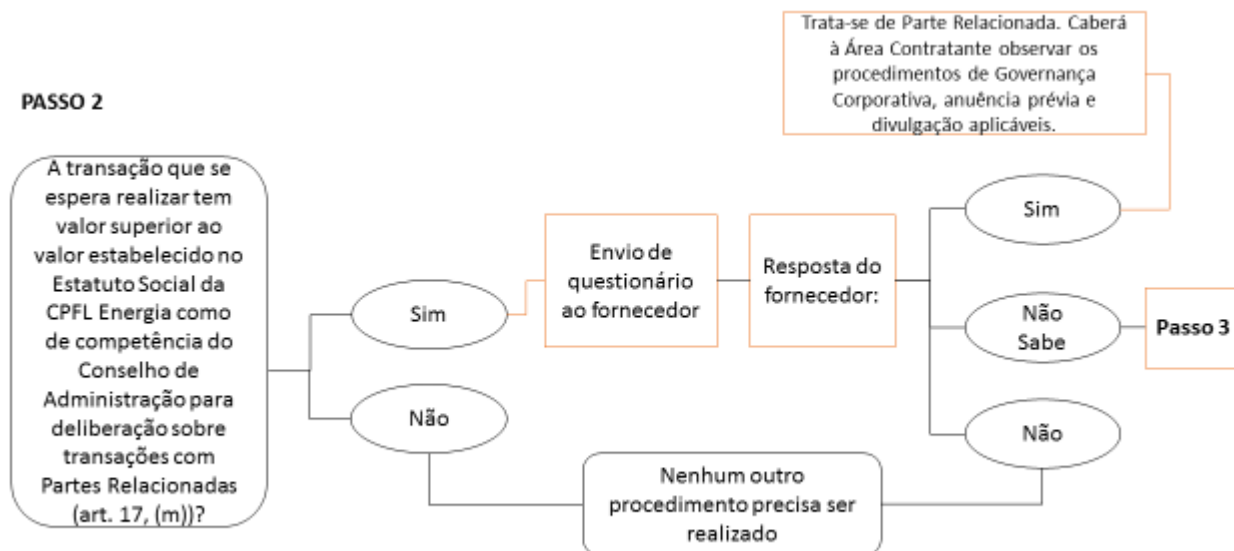 PASSO 2
A transação que se
espera realizar tem
valor superior ao
valor estabelecido no
Estatuto Social da
CPFL Energia como
de competência do
Conselho de
Administração para
deliberação sobre
transações com
Partes Relacionadas
(art. 17, (m))?
Sim
Não
Envio de
questionário
ao fornecedor
Resposta do
fornecedor:
Trata-se de Parte Relacionada. Caberá
à Área Contratante observar os
procedimentos de Governança
Corporativa, anuência prévia e
divulgação aplicáveis.
Sim
Não
Sabe
Passo 3
Não
Nenhum outro
procedimento precisa ser
realizado